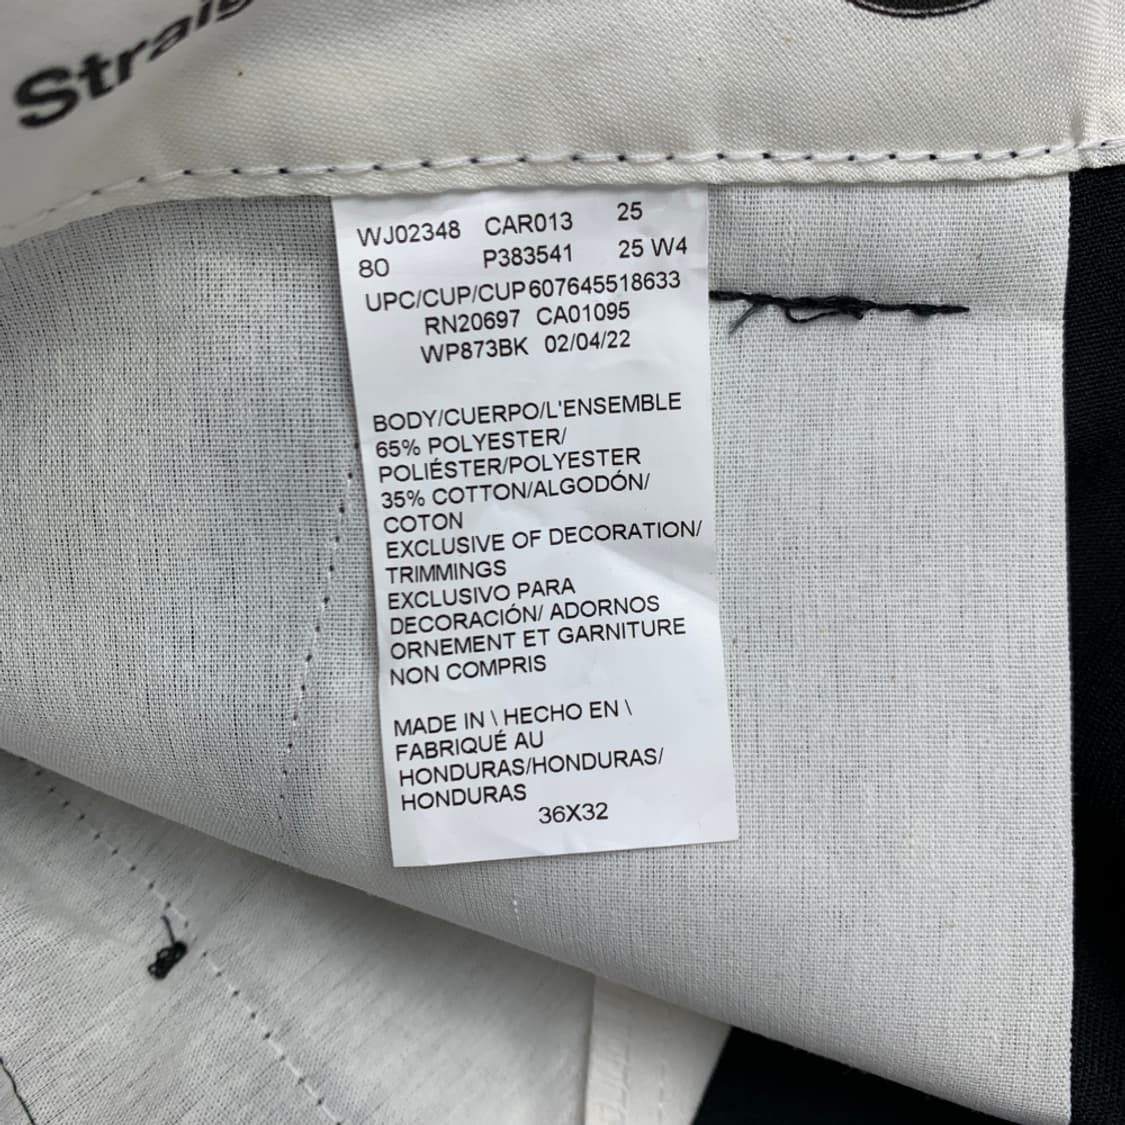 WJ02348 CAR013 25
80 P383541 25 W4
UPC/CUP/CUP607645518633
RN20697 CA01095
WP873BK 02/04/22
BODY/CUERPO/L'ENSEMBLE
65% POLYESTER/
POLIÉSTER/POLYESTER
35% COTTON/ALGODÓN/
COTON
EXCLUSIVE OF DECORATION/
TRIMMINGS
EXCLUSIVO PARA
DECORACIÓN/ ADORNOS
ORNEMENT ET GARNITURE
NON COMPRIS
MADE IN \ HECHO EN \
FABRIQUÉ AU
HONDURAS/HONDURAS/
HONDURAS
36X32